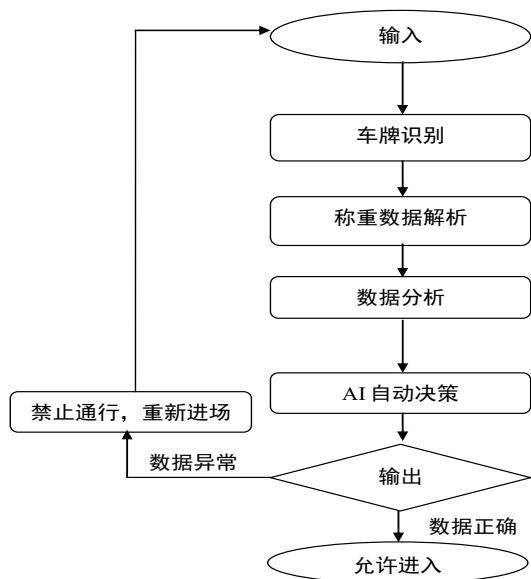 输入
车牌识别
称重数据解析
数据分析
AI自动决策
禁止通行，重新进场
数据异常
输出
数据正确
允许进入